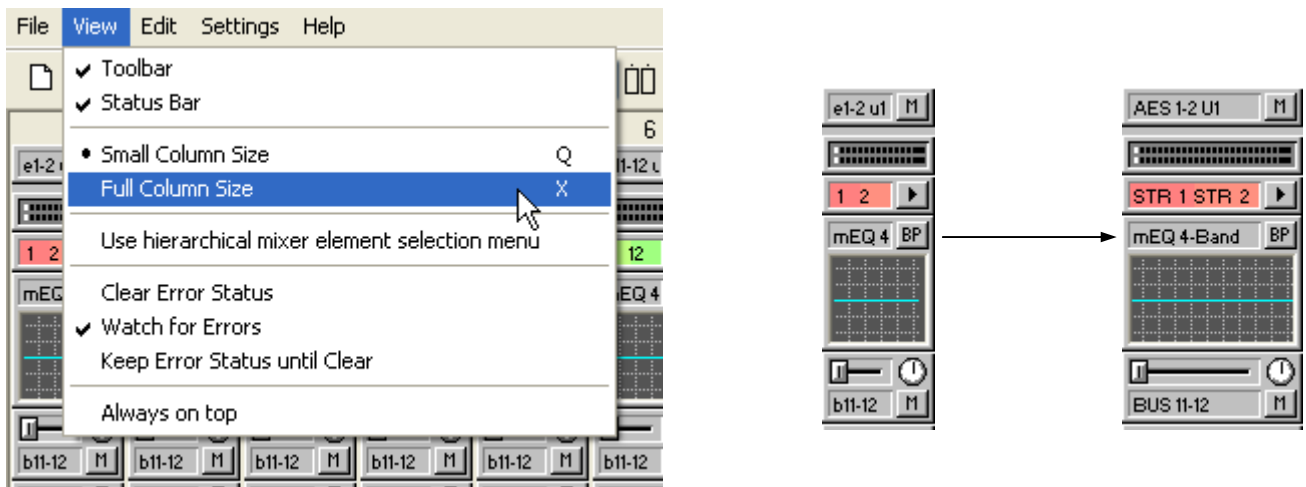 File View Edit Settings Help
Toolbar
Status Bar
6
Small Column Size Q
Full Column Size X
Use hierarchical mixer element selection menu
Clear Error Status
Watch for Errors
Keep Error Status until Clear
Always on top
e1-2
1 2
12
b11-12 M b11-12 M b11-12 M b11-12 M b11-12 M b11-12
e1-2 u1 M
1 2
mEQ 4 BP
b11-12 M
AES 1-2 U1 M
STR 1 STR 2
mEQ 4-Band BP
BUS 11-12 M